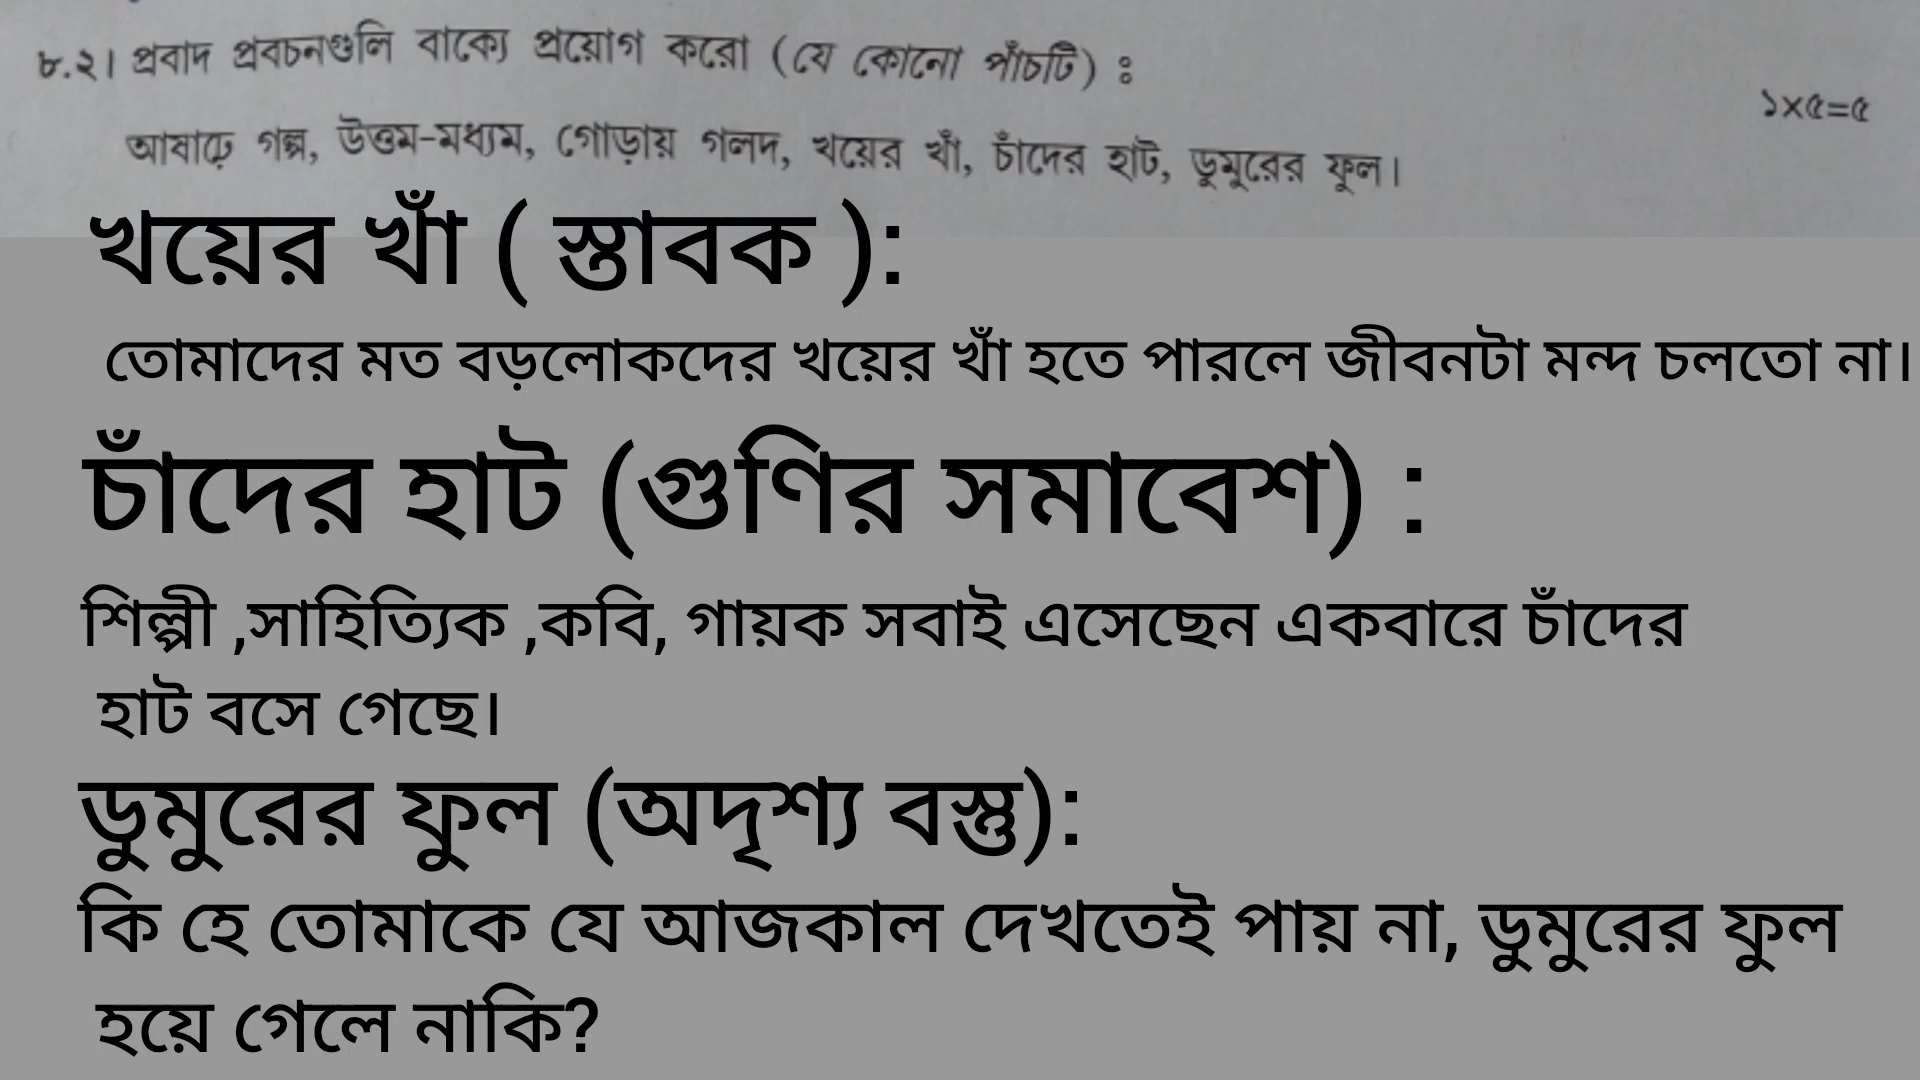 ৮.২। প্রবাদ প্রবচনগুলি বাক্যে প্রয়োগ করো (যে কোনো পাঁচটি) ঃ
১×৫=৫
আষাঢ়ে গল্প, উত্তম-মধ্যম, গোড়ায় গলদ, খয়ের খাঁ, চাঁদের হাট, ডুমুরের ফুল।
খয়ের খাঁ ( স্তাবক ):
তোমাদের মত বড়লোকদের খয়ের খাঁ হতে পারলে জীবনটা মন্দ চলতো না।
চাঁদের হাট (গুণির সমাবেশ) :
শিল্পী ,সাহিত্যিক ,কবি, গায়ক সবাই এসেছেন একবারে চাঁদের
হাট বসে গেছে।
ডুমুরের ফুল (অদৃশ্য বস্তু):
কি হে তোমাকে যে আজকাল দেখতেই পায় না, ডুমুরের ফুল
হয়ে গেলে নাকি?